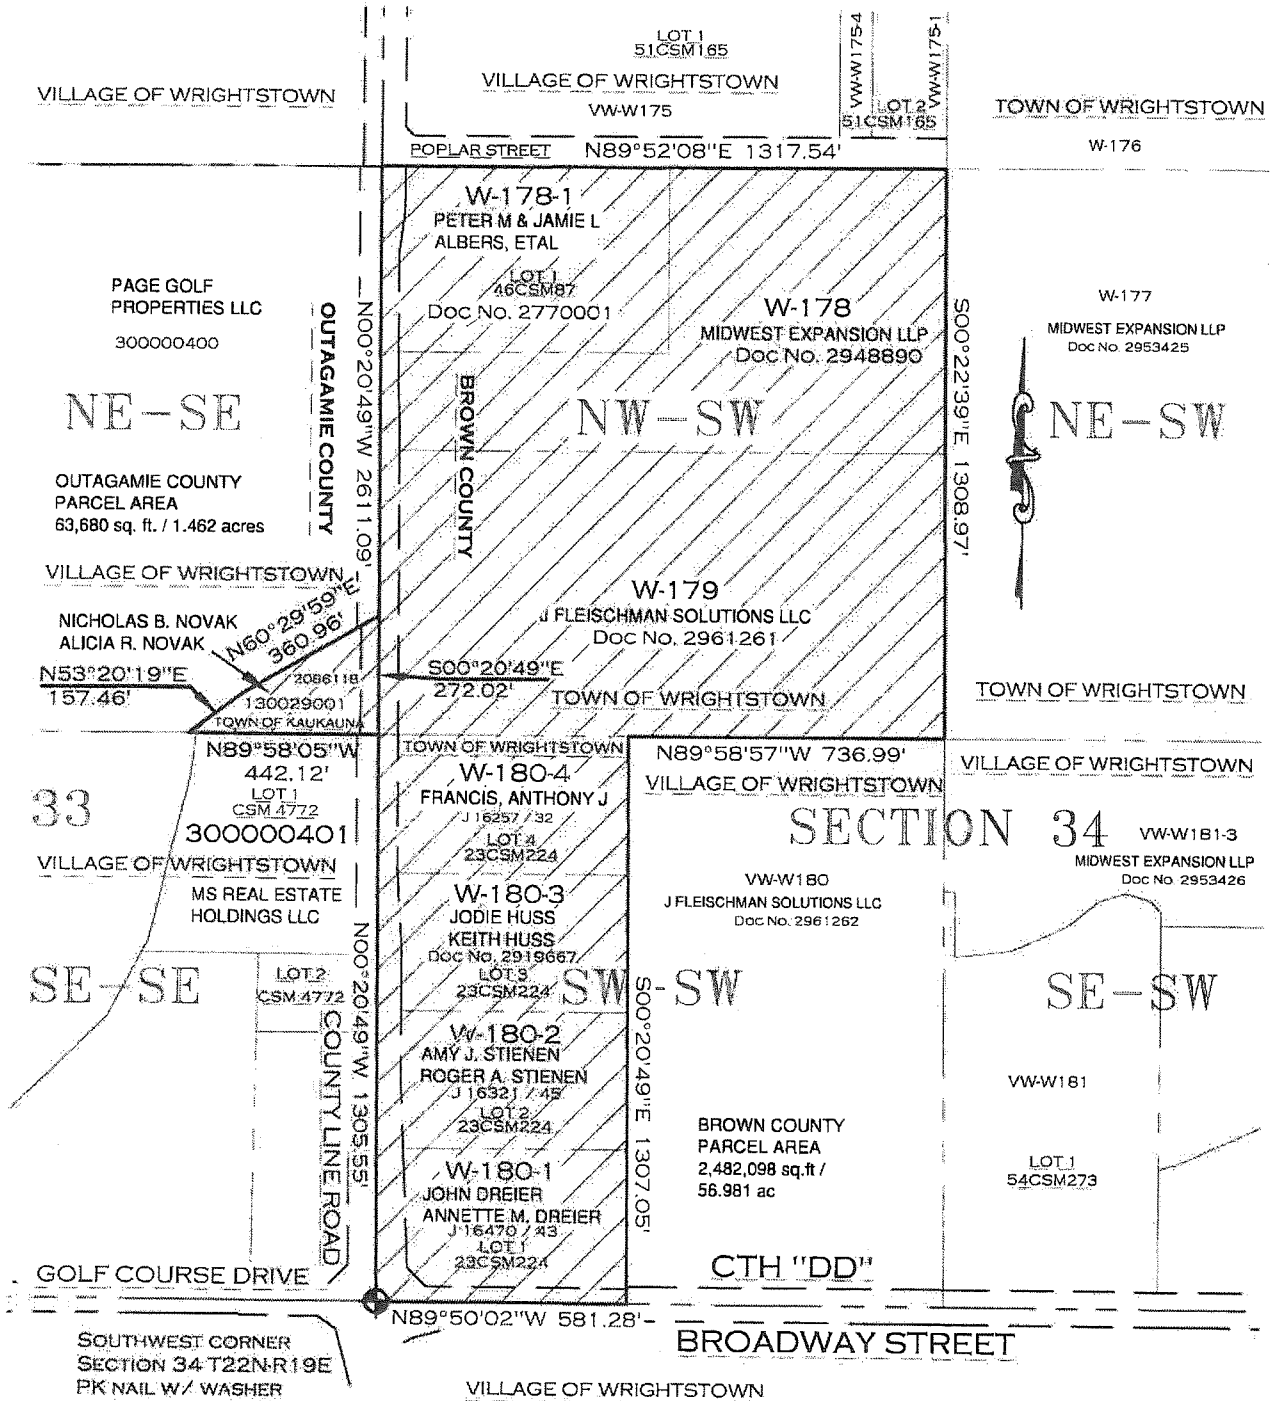 LOT 1
51CSM165
VILLAGE OF WRIGHTSTOWN
VW-W175
VW-W175-4
VW-W175-1
LOT 2
51CSM165
VILLAGE OF WRIGHTSTOWN
TOWN OF WRIGHTSTOWN
W-176
POPLAR STREET
N89°52'08"E 1317.54'
W-178-1
PETER M & JAMIE L
ALBERS, ETAL
LOT 1
46CSM87
DOC NO. 2770001
PAGE GOLF
PROPERTIES LLC
300000400
OUTAGAMIE COUNTY
N00°20'49"W 2611.09'
BROWN COUNTY
W-178
MIDWEST EXPANSION LLP
DOC NO. 2948890
S00°22'39"E 1308.97'
W-177
MIDWEST EXPANSION LLP
DOC NO. 2953425
NE-SE
NW-SW
NE-SW
OUTAGAMIE COUNTY
PARCEL AREA
63,680 sq. ft. / 1.462 acres
VILLAGE OF WRIGHTSTOWN
NICHOLAS B. NOVAK
ALICIA R. NOVAK
N60°29'59"E
360.96'
N53°20'19"E
157.46'
2086118
130029001
TOWN OF KAUKAUNA
S00°20'49"E
272.02'
W-179
J FLEISCHMAN SOLUTIONS LLC
DOC NO. 2961261
TOWN OF WRIGHTSTOWN
TOWN OF WRIGHTSTOWN
N89°58'05"W
442.12'
LOT 1
CSM 4772
300000401
33
VILLAGE OF WRIGHTSTOWN
MS REAL ESTATE
HOLDINGS LLC
TOWN OF WRIGHTSTOWN
W-180-4
FRANCIS, ANTHONY J
J 16257 / 32
LOT 4
23CSM224
N89°58'57"W 736.99'
VILLAGE OF WRIGHTSTOWN
VILLAGE OF WRIGHTSTOWN
SECTION 34
VW-W181-3
MIDWEST EXPANSION LLP
DOC NO. 2953426
W-180-3
JODIE HUSS
KEITH HUSS
DOC NO. 2919667
LOT 3
23CSM224
VW-W180
J FLEISCHMAN SOLUTIONS LLC
DOC NO. 2961262
SE-SE
LOT 2
CSM 4772
SW-SW
SE-SW
N00°20'49"W 1305.55'
COUNTY LINE ROAD
S00°20'49"E 1307.05'
W-180-2
AMY J. STIENEN
ROGER A. STIENEN
J 16321 / 45
LOT 2
23CSM224
VW-W181
BROWN COUNTY
PARCEL AREA
2,482,098 sq.ft /
56.981 ac
LOT 1
54CSM273
W-180-1
JOHN DREIER
ANNETTE M. DREIER
J 16470 / 43
LOT 1
23CSM224
GOLF COURSE DRIVE
CTH "DD"
N89°50'02"W 581.28'
BROADWAY STREET
SOUTHWEST CORNER
SECTION 34 T22N-R19E
PK NAIL W/ WASHER
VILLAGE OF WRIGHTSTOWN